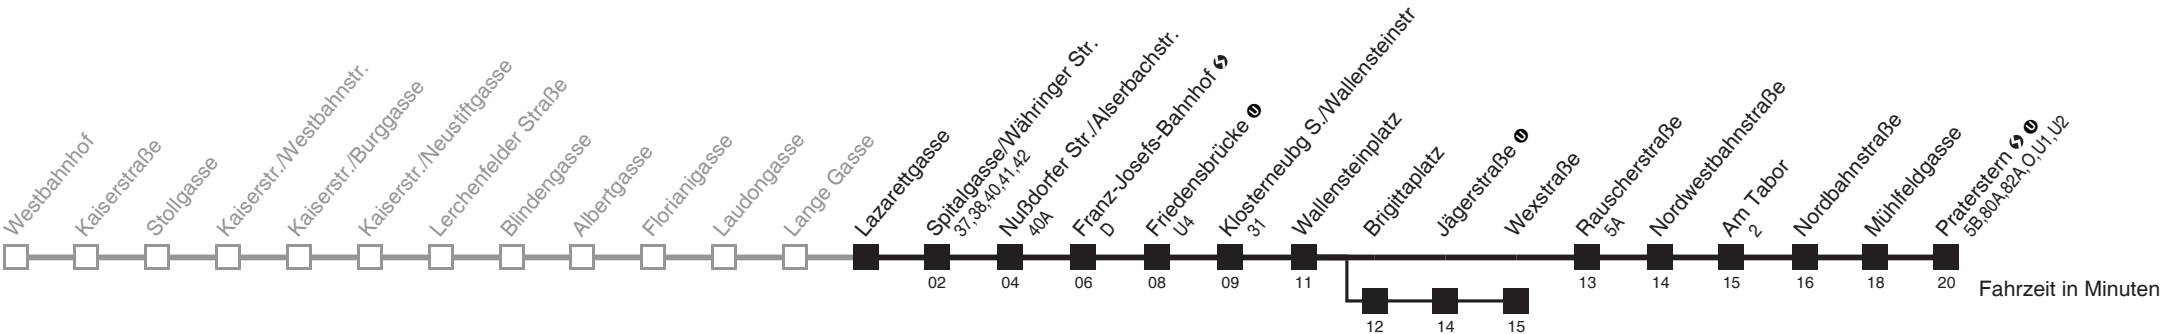 Westbahnhof
Kaiserstraße
Stollgasse
Kaiserstr./Westbahnstr.
Kaiserstr./Burggasse
Kaiserstr./Neustiftgasse
Lerchenfelder Straße
Blindengasse
Albertgasse
Florianigasse
Laudongasse
Lange Gasse
Lazarettgasse
Spitalgasse/Währinger Str.
37,38,40,41,42
Nußdorfer Str./Alserbachstr.
40A
Franz-Josefs-Bahnhof S
D
Friedensbrücke U
U4
Klosterneubg S./Wallensteinstr
31
Wallensteinplatz
Brigittaplatz
Jägerstraße U
Wexstraße
Rauscherstraße
5A
Nordwestbahnstraße
Am Tabor
2
Nordbahnstraße
Mühlfeldgasse
Praterstern S U
5B,80A,82A,O,U1,U2
02 04 06 08 09 11 13 14 15 16 18 20
Fahrzeit in Minuten
12 14 15